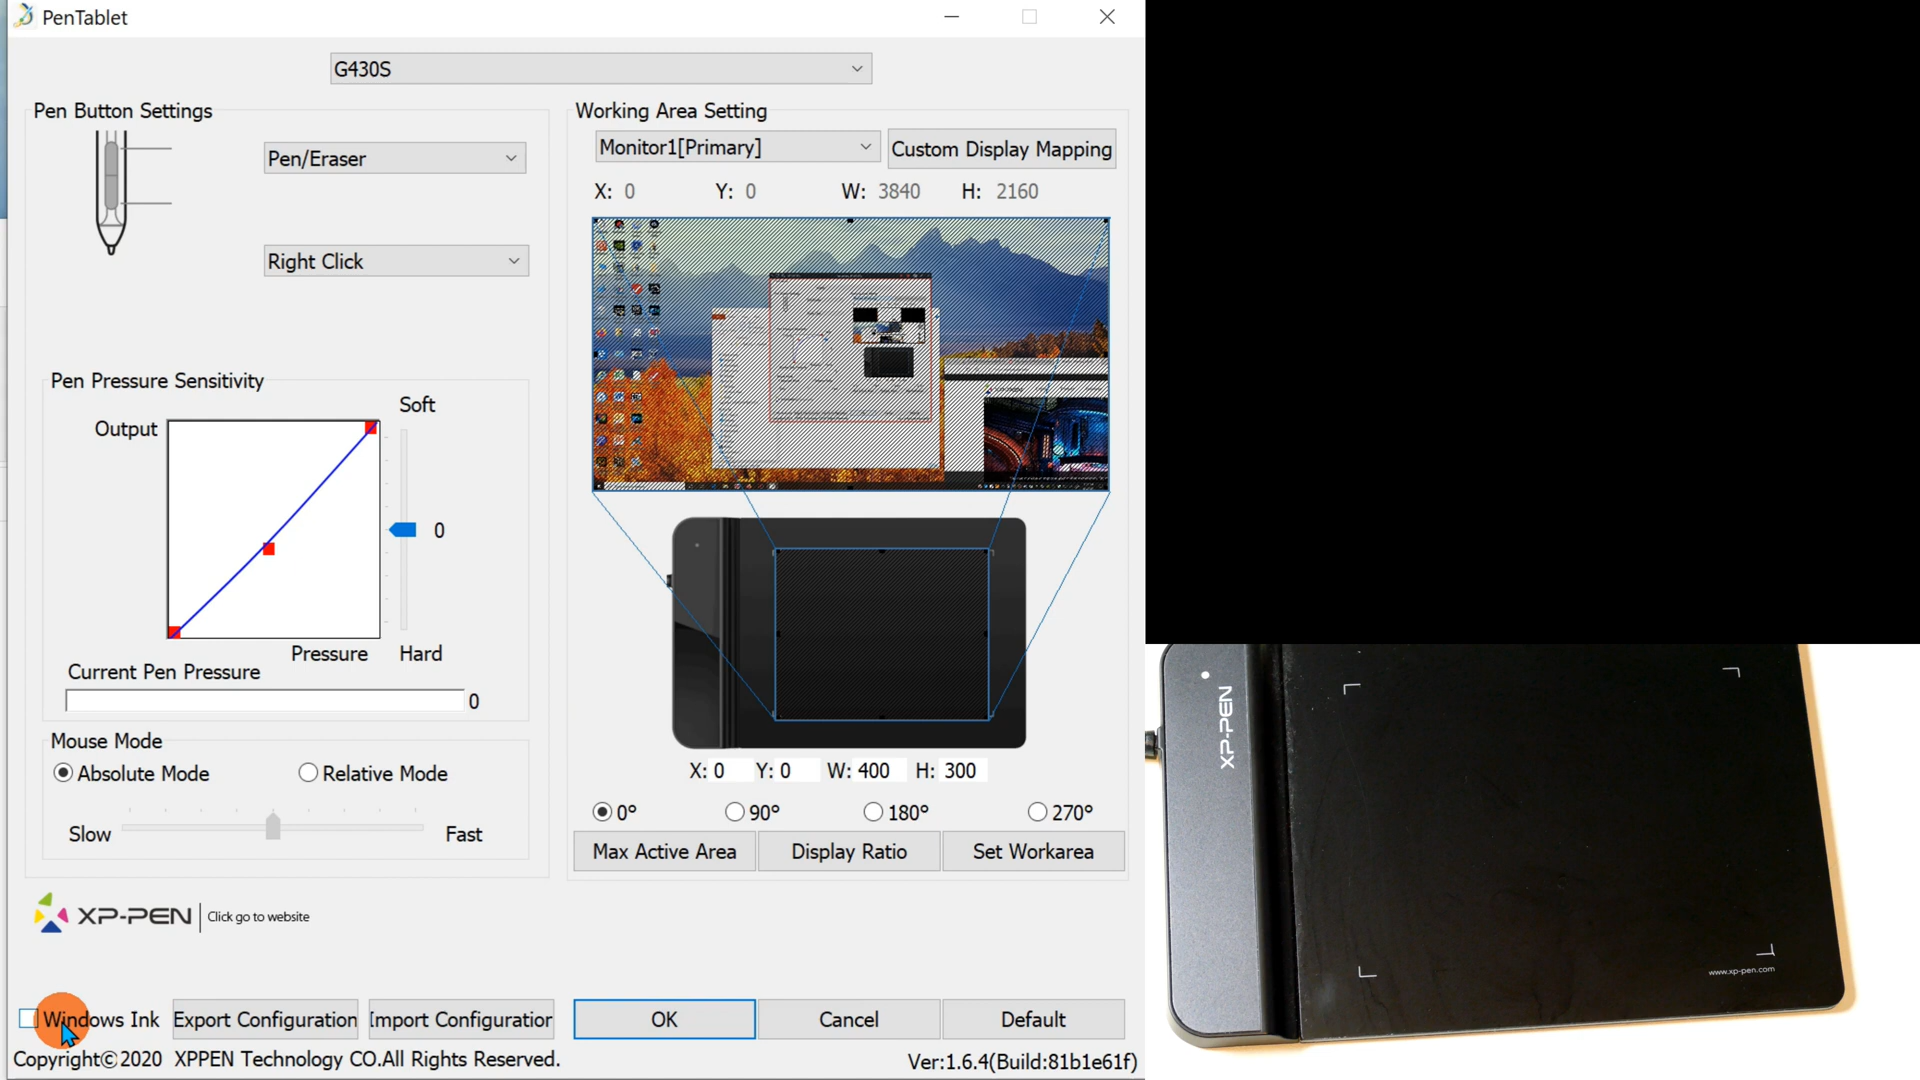 PenTablet
G430S
Pen Button Settings
Pen/Eraser
Right Click
Pen Pressure Sensitivity
Soft
Output
0
Pressure
Hard
Current Pen Pressure
0
Mouse Mode
Absolute Mode
Relative Mode
Slow
Fast
XP-PEN
Click go to website
Working Area Setting
Monitor1[Primary]
Custom Display Mapping
X: 0 Y: 0 W: 3840 H: 2160
X: 0 Y: 0 W: 400 H: 300
0° 90° 180° 270°
Max Active Area
Display Ratio
Set Workarea
Windows Ink
Export Configuration
Import Configuration
OK
Cancel
Default
Copyright©2020 XPPEN Technology CO.All Rights Reserved.
Ver:1.6.4(Build:81b1e61f)
XP-PEN
www.xp-pen.com